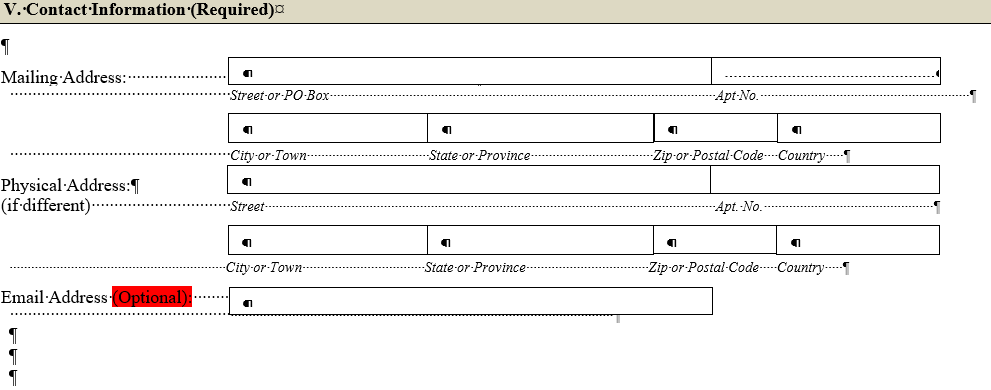 V. Contact Information (Required)¤
¶
Mailing Address: ¶
Street or PO Box Apt No. ¶
¶ ¶ ¶ ¶
City or Town State or Province Zip or Postal Code Country ¶
Physical Address:¶ ¶
(if different) Street Apt. No. ¶
¶ ¶ ¶ ¶
City or Town State or Province Zip or Postal Code Country ¶
Email Address (Optional): ¶
¶
¶
¶
¶